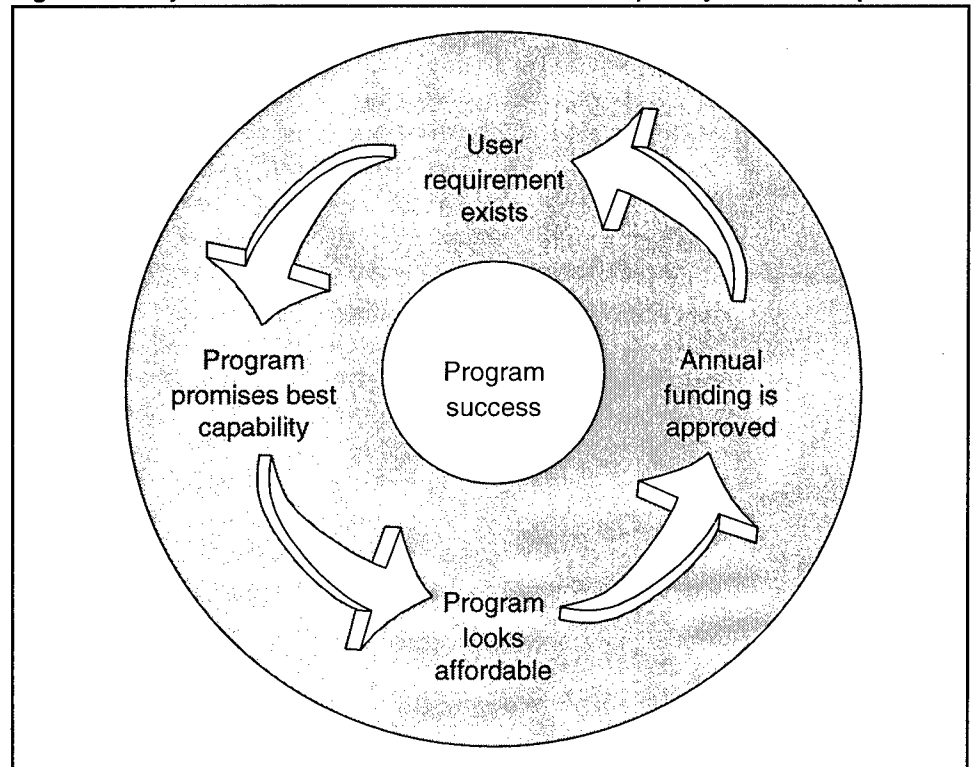 User
requirement
exists
Program
promises best
capability
Program
success
Annual
funding is
approved
Program
looks
affordable